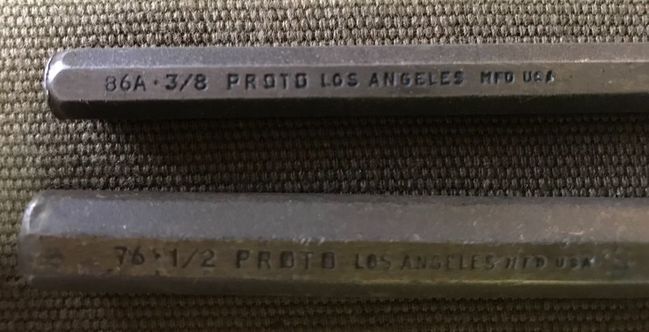 86A·3/8 PROTO LOS ANGELES MFD USA
76·1/2 PROTO LOS ANGELES MFD USA